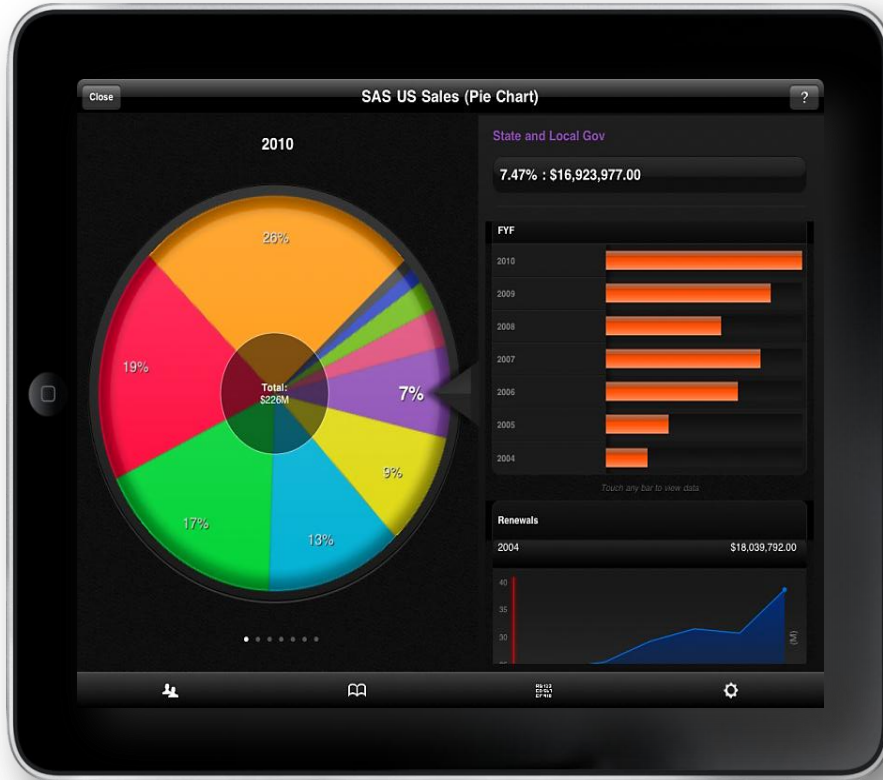 Close
SAS US Sales (Pie Chart)
?
2010
26%
19%
17%
13%
9%
7%
Total:
$226M
State and Local Gov
7.47% : $16,923,977.00
FYF
2010
2009
2008
2007
2006
2005
2004
Touch any bar to view data
Renewals
2004 $18,039,792.00
40
35
30
(M)